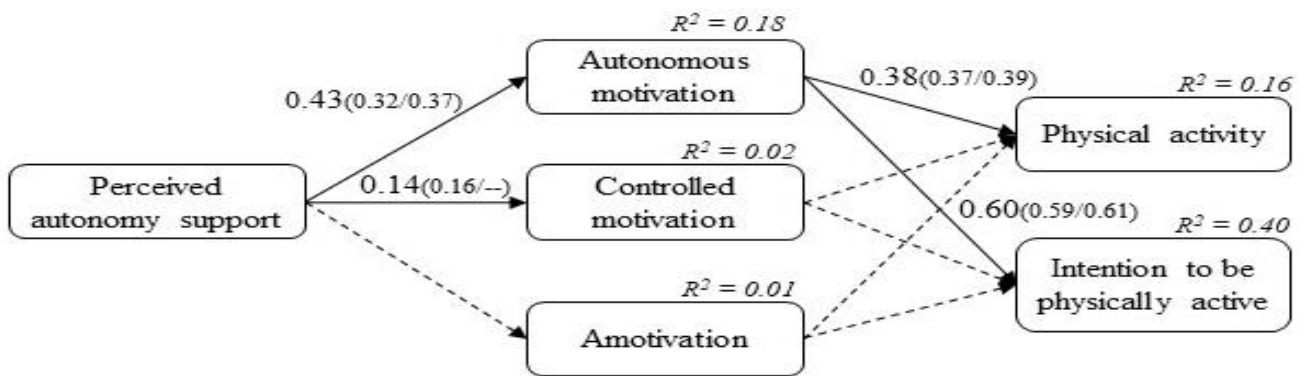 R² = 0.18
Autonomous
motivation
0.43(0.32/0.37)
0.38(0.37/0.39)
R² = 0.16
Physical activity
R² = 0.02
Perceived
autonomy support
0.14(0.16/--)
Controlled
motivation
0.60(0.59/0.61)
R² = 0.40
Intention to be
physically active
R² = 0.01
Amotivation